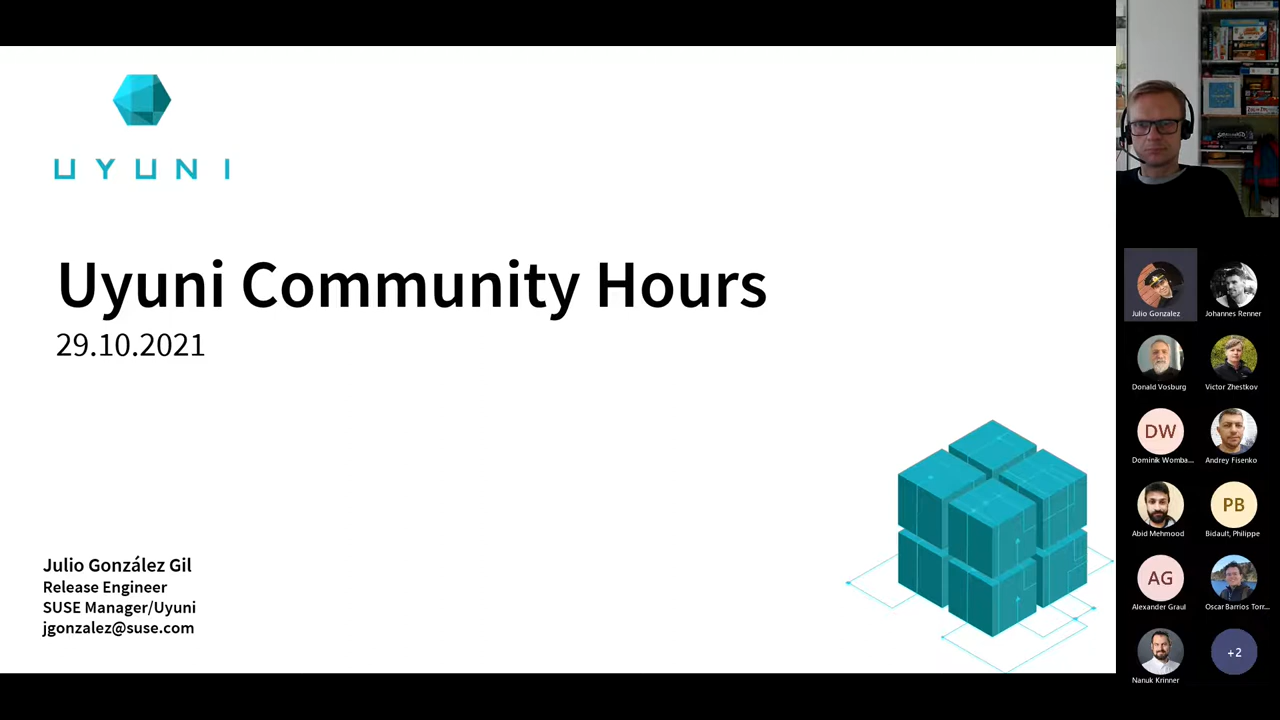 UYUNI
Uyuni Community Hours
29.10.2021
Julio González Gil
Release Engineer
SUSE Manager/Uyuni
jgonzalez@suse.com
Julio Gonzalez
Johannes Renner
Donald Vosburg
Victor Zhestkov
DW
Dominik Womba...
Andrey Fisenko
Abid Mehmood
PB
Bidault, Philippe
AG
Alexander Graul
Oscar Barrios Torr...
Nanuk Krinner
+2